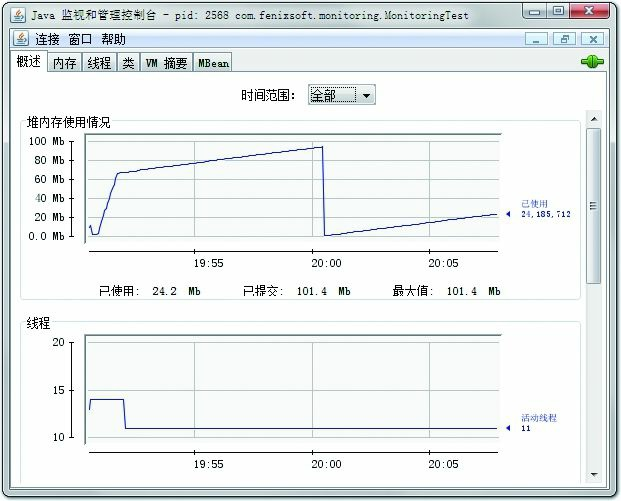 Java 监视和管理控制台 - pid: 2568 com.fenixsoft.monitoring.MonitoringTest
连接 窗口 帮助
概述 内存 线程 类 VM 摘要 MBean
时间范围: 全部
堆内存使用情况
100 Mb
80 Mb
60 Mb
40 Mb
20 Mb
0.0 Mb
已使用
24,185,712
19:55 20:00 20:05
已使用: 24.2 Mb 已提交: 101.4 Mb 最大值: 101.4 Mb
线程
20
15
10
活动线程
11
19:55 20:00 20:05